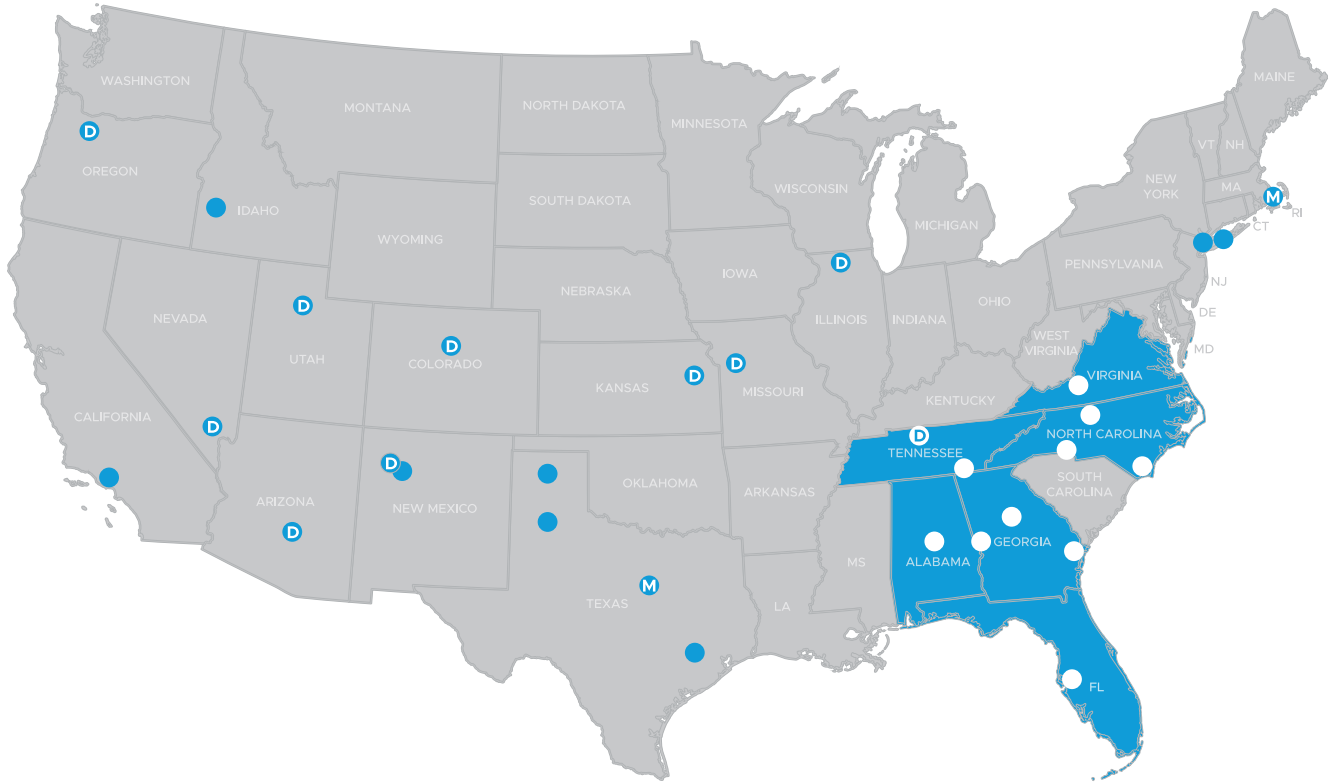 WASHINGTON
MONTANA
NORTH DAKOTA
MINNESOTA
MAINE
D
OREGON
VT
NH
NEW
YORK
MA
M
RI
CT
IDAHO
SOUTH DAKOTA
WISCONSIN
MICHIGAN
WYOMING
IOWA
D
PENNSYLVANIA
NJ
NEBRASKA
ILLINOIS
INDIANA
OHIO
DE
NEVADA
D
UTAH
D
COLORADO
KANSAS
D
D
MISSOURI
WEST
VIRGINIA
MD
VIRGINIA
KENTUCKY
CALIFORNIA
D
D
TENNESSEE
NORTH CAROLINA
D
ARIZONA
NEW MEXICO
OKLAHOMA
ARKANSAS
SOUTH
CAROLINA
D
MS
ALABAMA
GEORGIA
TEXAS
M
LA
FL